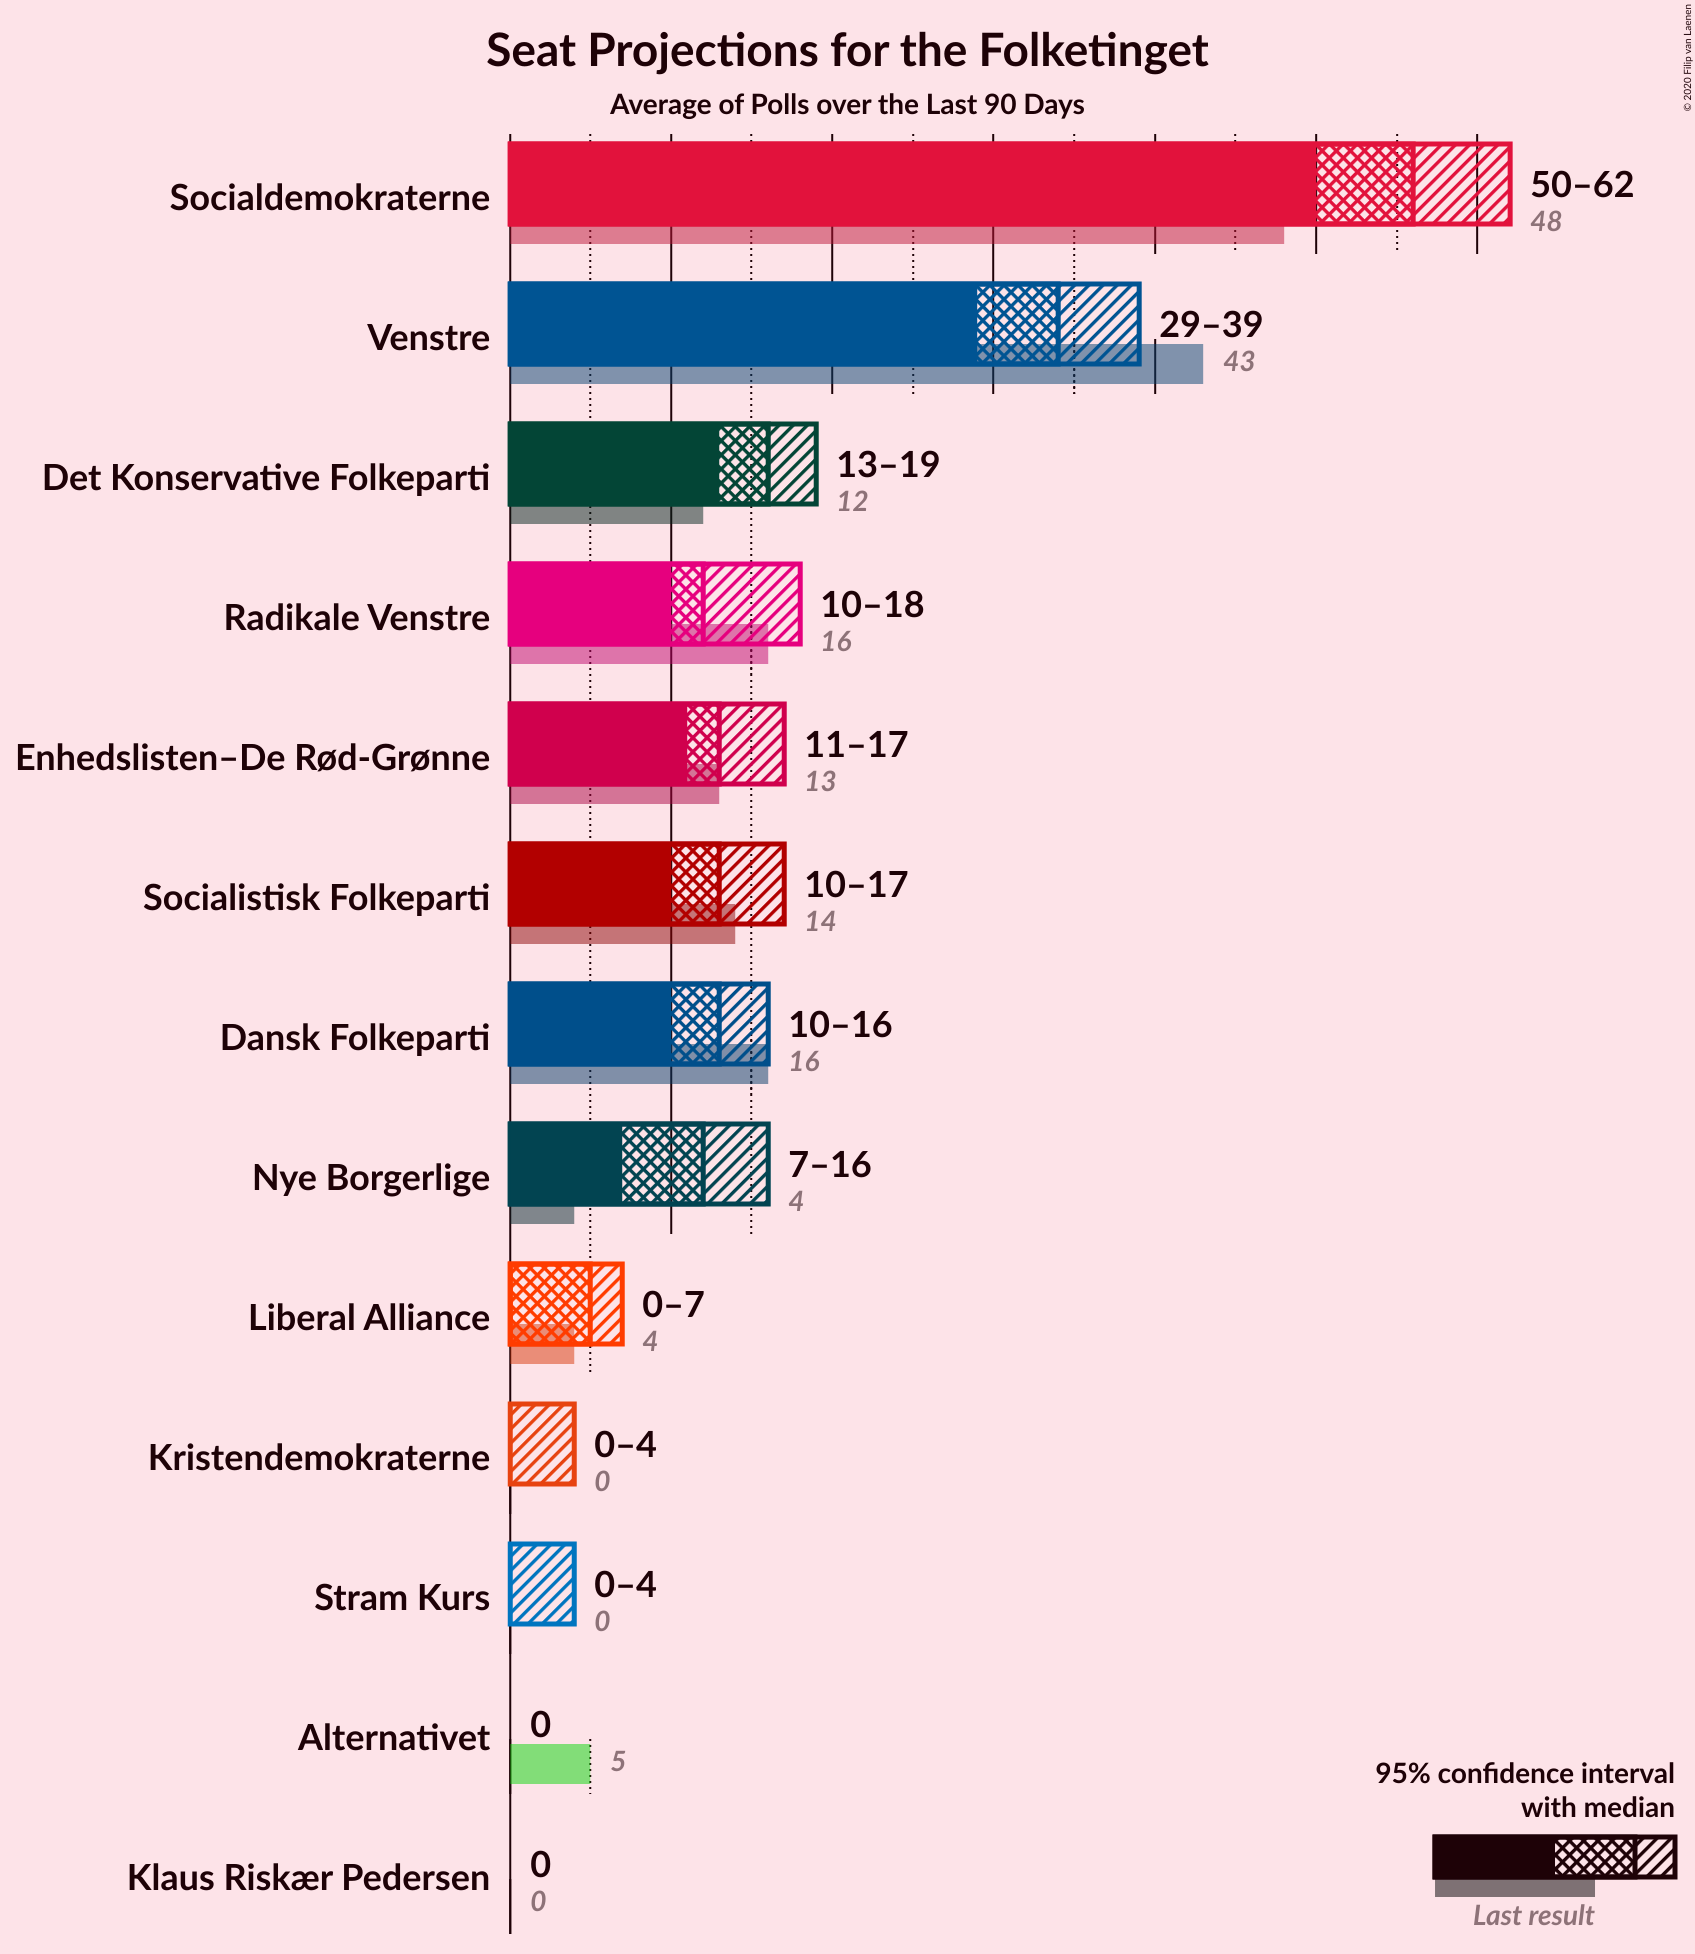 Seat Projections for the Folketinget
Average of Polls over the Last 90 Days
© 2020 Filip van Laenen
Socialdemokraterne
50–62
48
Venstre
29–39
43
Det Konservative Folkeparti
13–19
12
Radikale Venstre
10–18
16
Enhedslisten–De Rød-Grønne
11–17
13
Socialistisk Folkeparti
10–17
14
Dansk Folkeparti
10–16
16
Nye Borgerlige
7–16
4
Liberal Alliance
0–7
4
Kristendemokraterne
0–4
0
Stram Kurs
0–4
0
Alternativet
0
5
Klaus Riskær Pedersen
0
0
95% confidence interval
with median
Last result